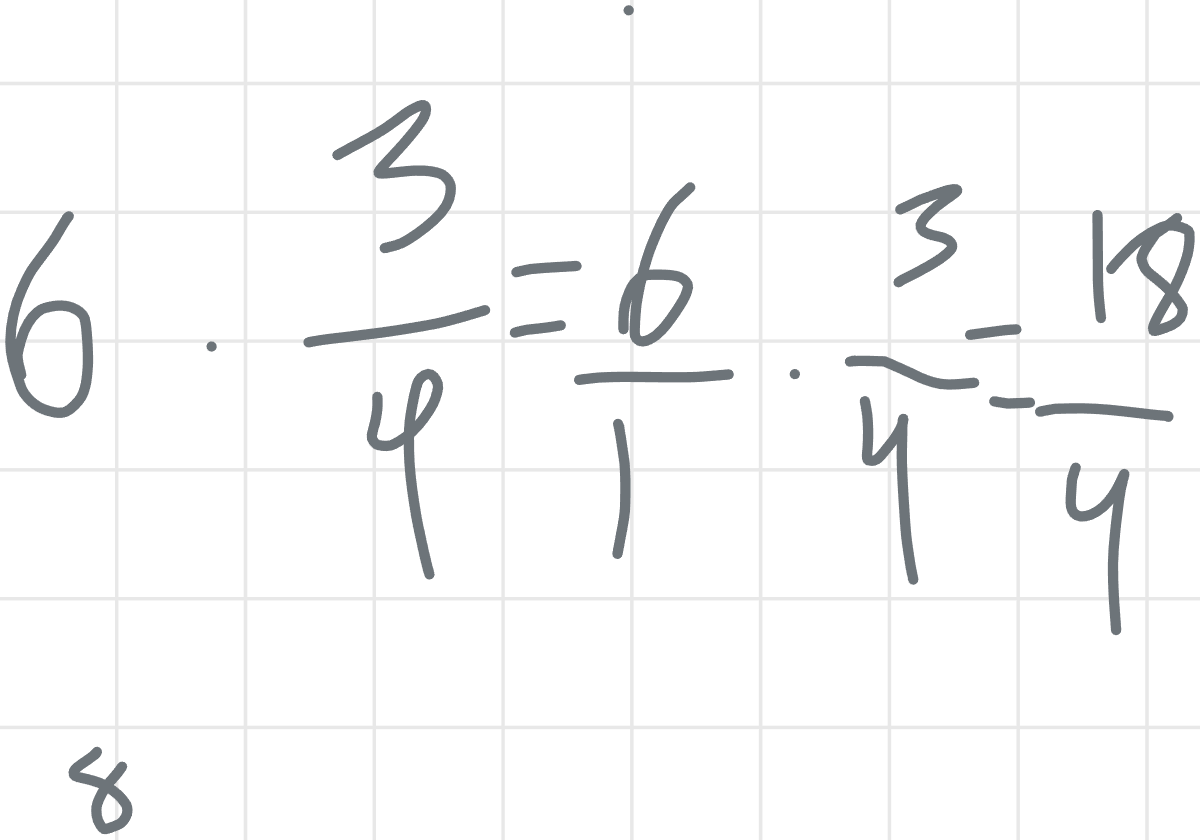 6 · 3/4 = 6/1 · 3/4 = 18/4
8